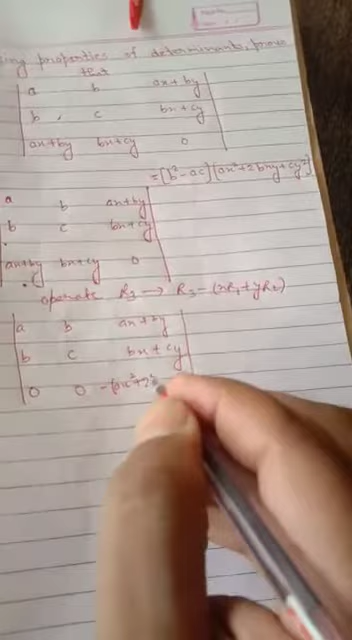 properties of determinants, prove
that
a b ax+by
b c bx+cy
ax+by bx+cy 0
=(b²-ac)(ax²+2bxy+cy²)
a b ax+by
b c bx+cy
ax+by bx+cy 0
operate R3 → R3-(xR1+yR2)
a b ax+by
b c bx+cy
0 0 -(ax²+2b